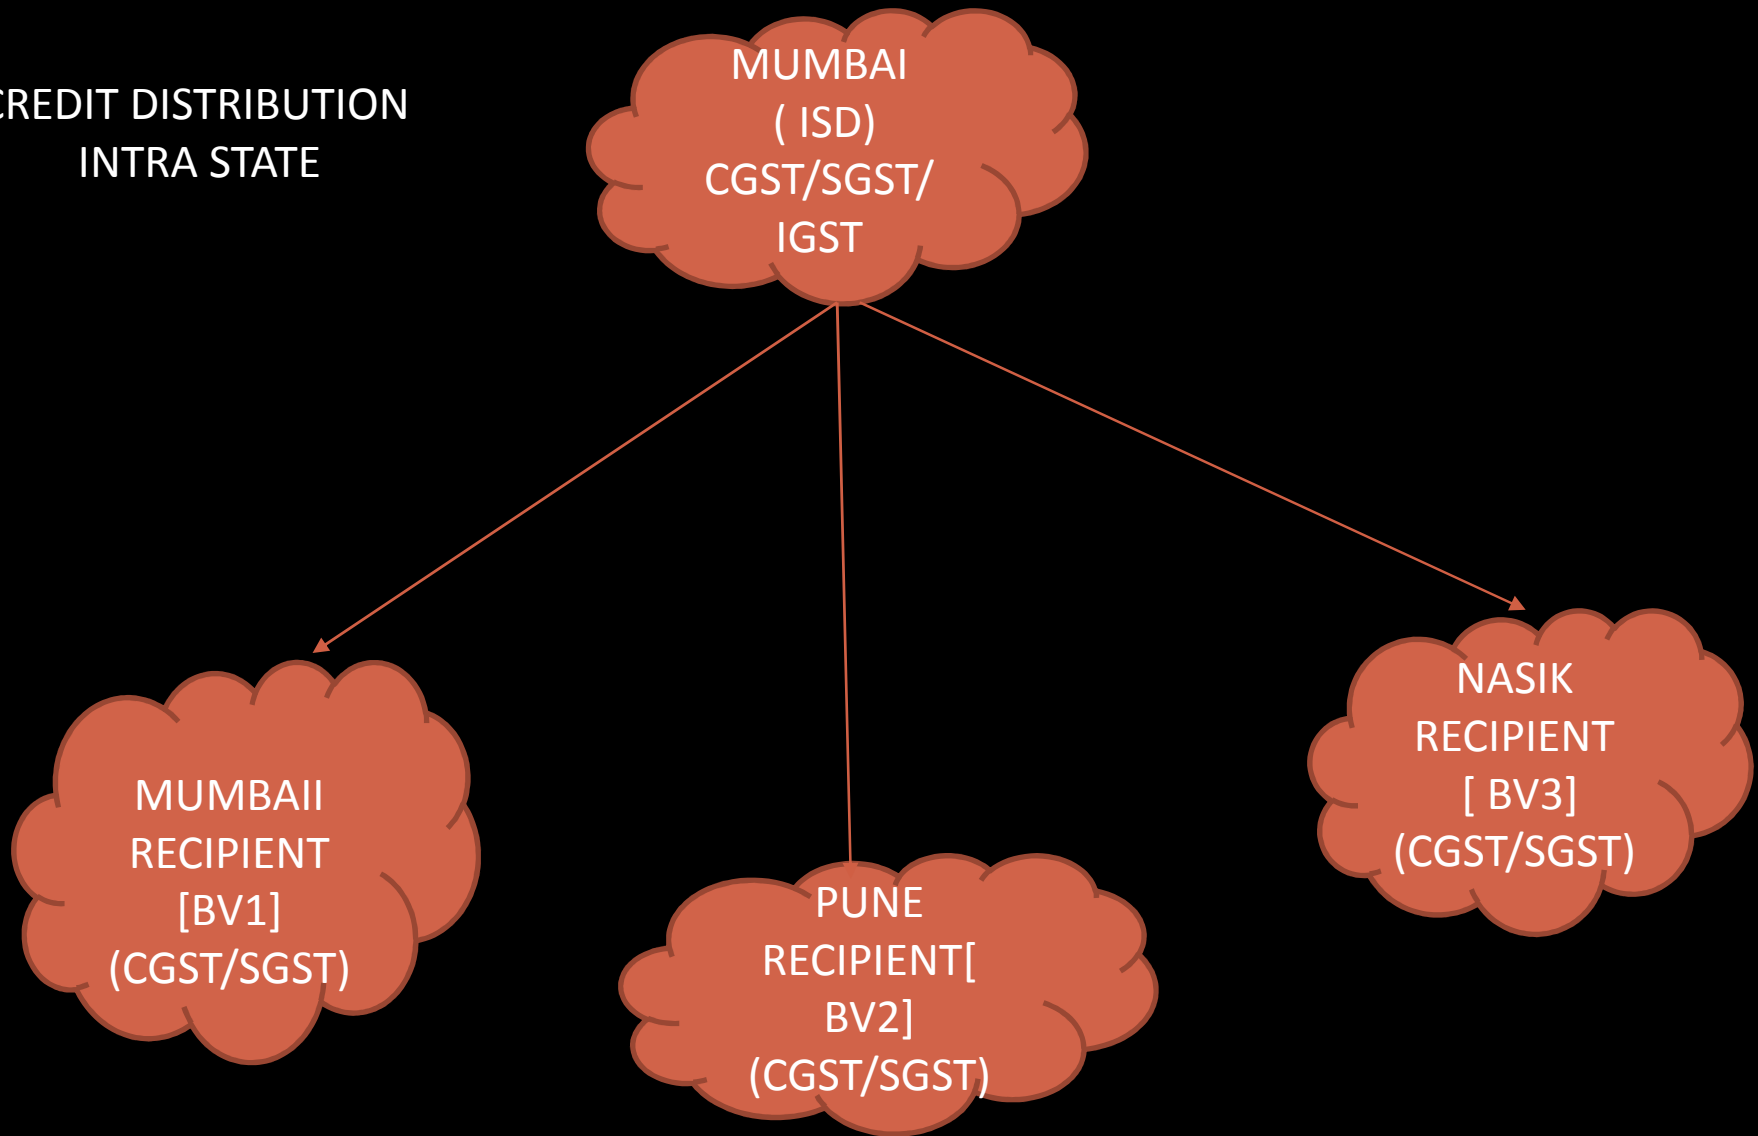 CREDIT DISTRIBUTION
INTRA STATE
MUMBAI
( ISD)
CGST/SGST/
IGST
MUMBAII
RECIPIENT
[BV1]
(CGST/SGST)
PUNE
RECIPIENT[
BV2]
(CGST/SGST)
NASIK
RECIPIENT
[ BV3]
(CGST/SGST)